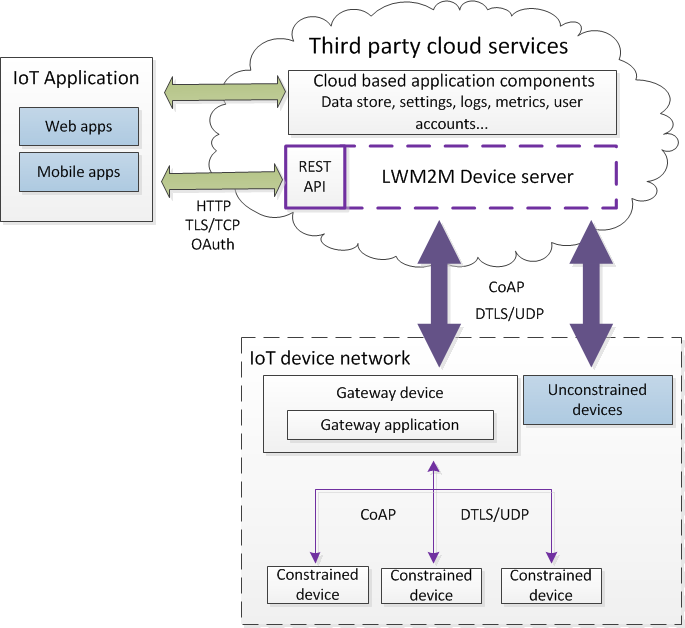 Third party cloud services
IoT Application
Web apps
Mobile apps
Cloud based application components
Data store, settings, logs, metrics, user
accounts...
REST
API
LWM2M Device server
HTTP
TLS/TCP
OAuth
CoAP
DTLS/UDP
IoT device network
Gateway device
Gateway application
Unconstrained
devices
CoAP
DTLS/UDP
Constrained
device
Constrained
device
Constrained
device